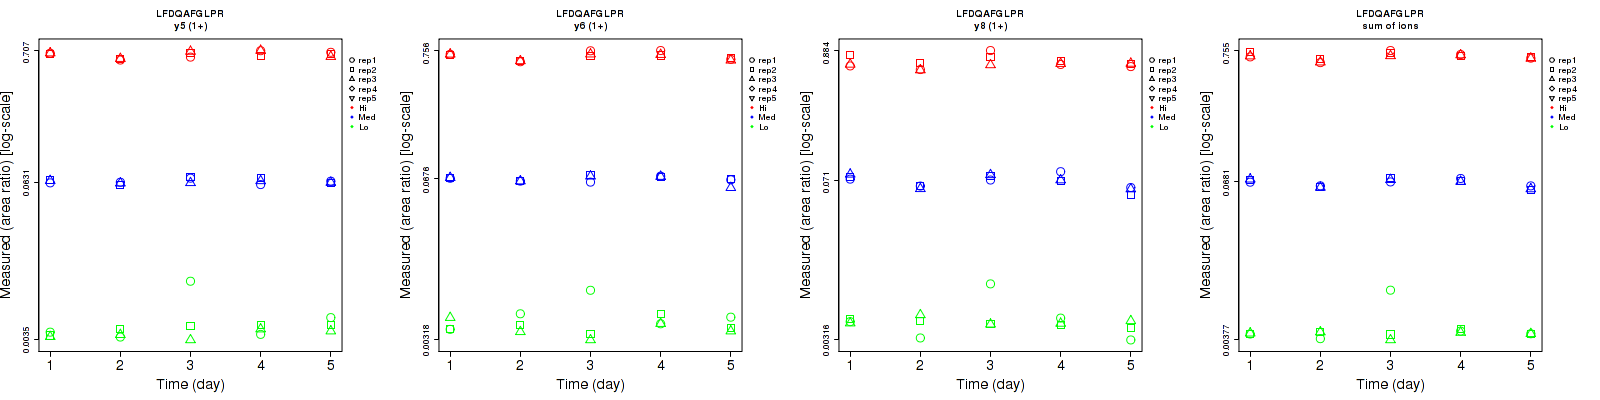 LFDQAFGLPR
y5 (1+)
Measured (area ratio) [log-scale]
0.707
0.0631
0.0035
1 2 3 4 5
Time (day)
rep1
rep2
rep3
rep4
rep5
Hi
Med
Lo
LFDQAFGLPR
y6 (1+)
Measured (area ratio) [log-scale]
0.756
0.0676
0.00318
1 2 3 4 5
Time (day)
rep1
rep2
rep3
rep4
rep5
Hi
Med
Lo
LFDQAFGLPR
y8 (1+)
Measured (area ratio) [log-scale]
0.884
0.0771
0.00316
1 2 3 4 5
Time (day)
rep1
rep2
rep3
rep4
rep5
Hi
Med
Lo
LFDQAFGLPR
sum of ions
Measured (area ratio) [log-scale]
0.755
0.0681
0.00377
1 2 3 4 5
Time (day)
rep1
rep2
rep3
rep4
rep5
Hi
Med
Lo